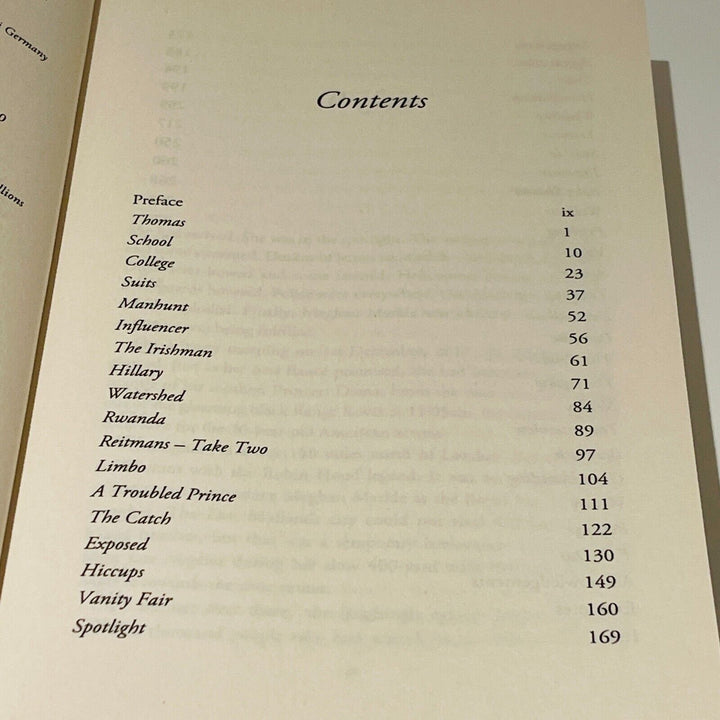 Germany
lions
Contents
Preface ix
Thomas 1
School 10
College 23
Suits 37
Manhunt 52
Influencer 56
The Irishman 61
Hillary 71
Watershed 84
Rwanda 89
Reitmans – Take Two 97
Limbo 104
A Troubled Prince 111
The Catch 122
Exposed 130
Hiccups 149
Vanity Fair 160
Spotlight 169